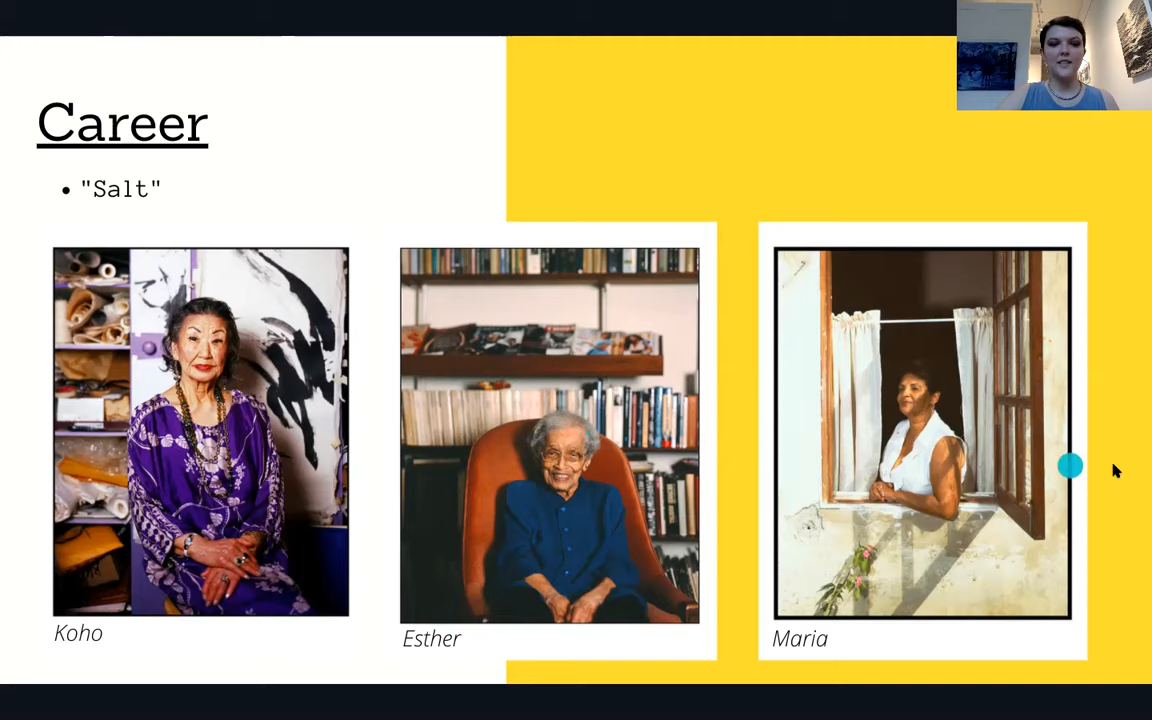 Career
• "Salt"
Koho
Esther
Maria